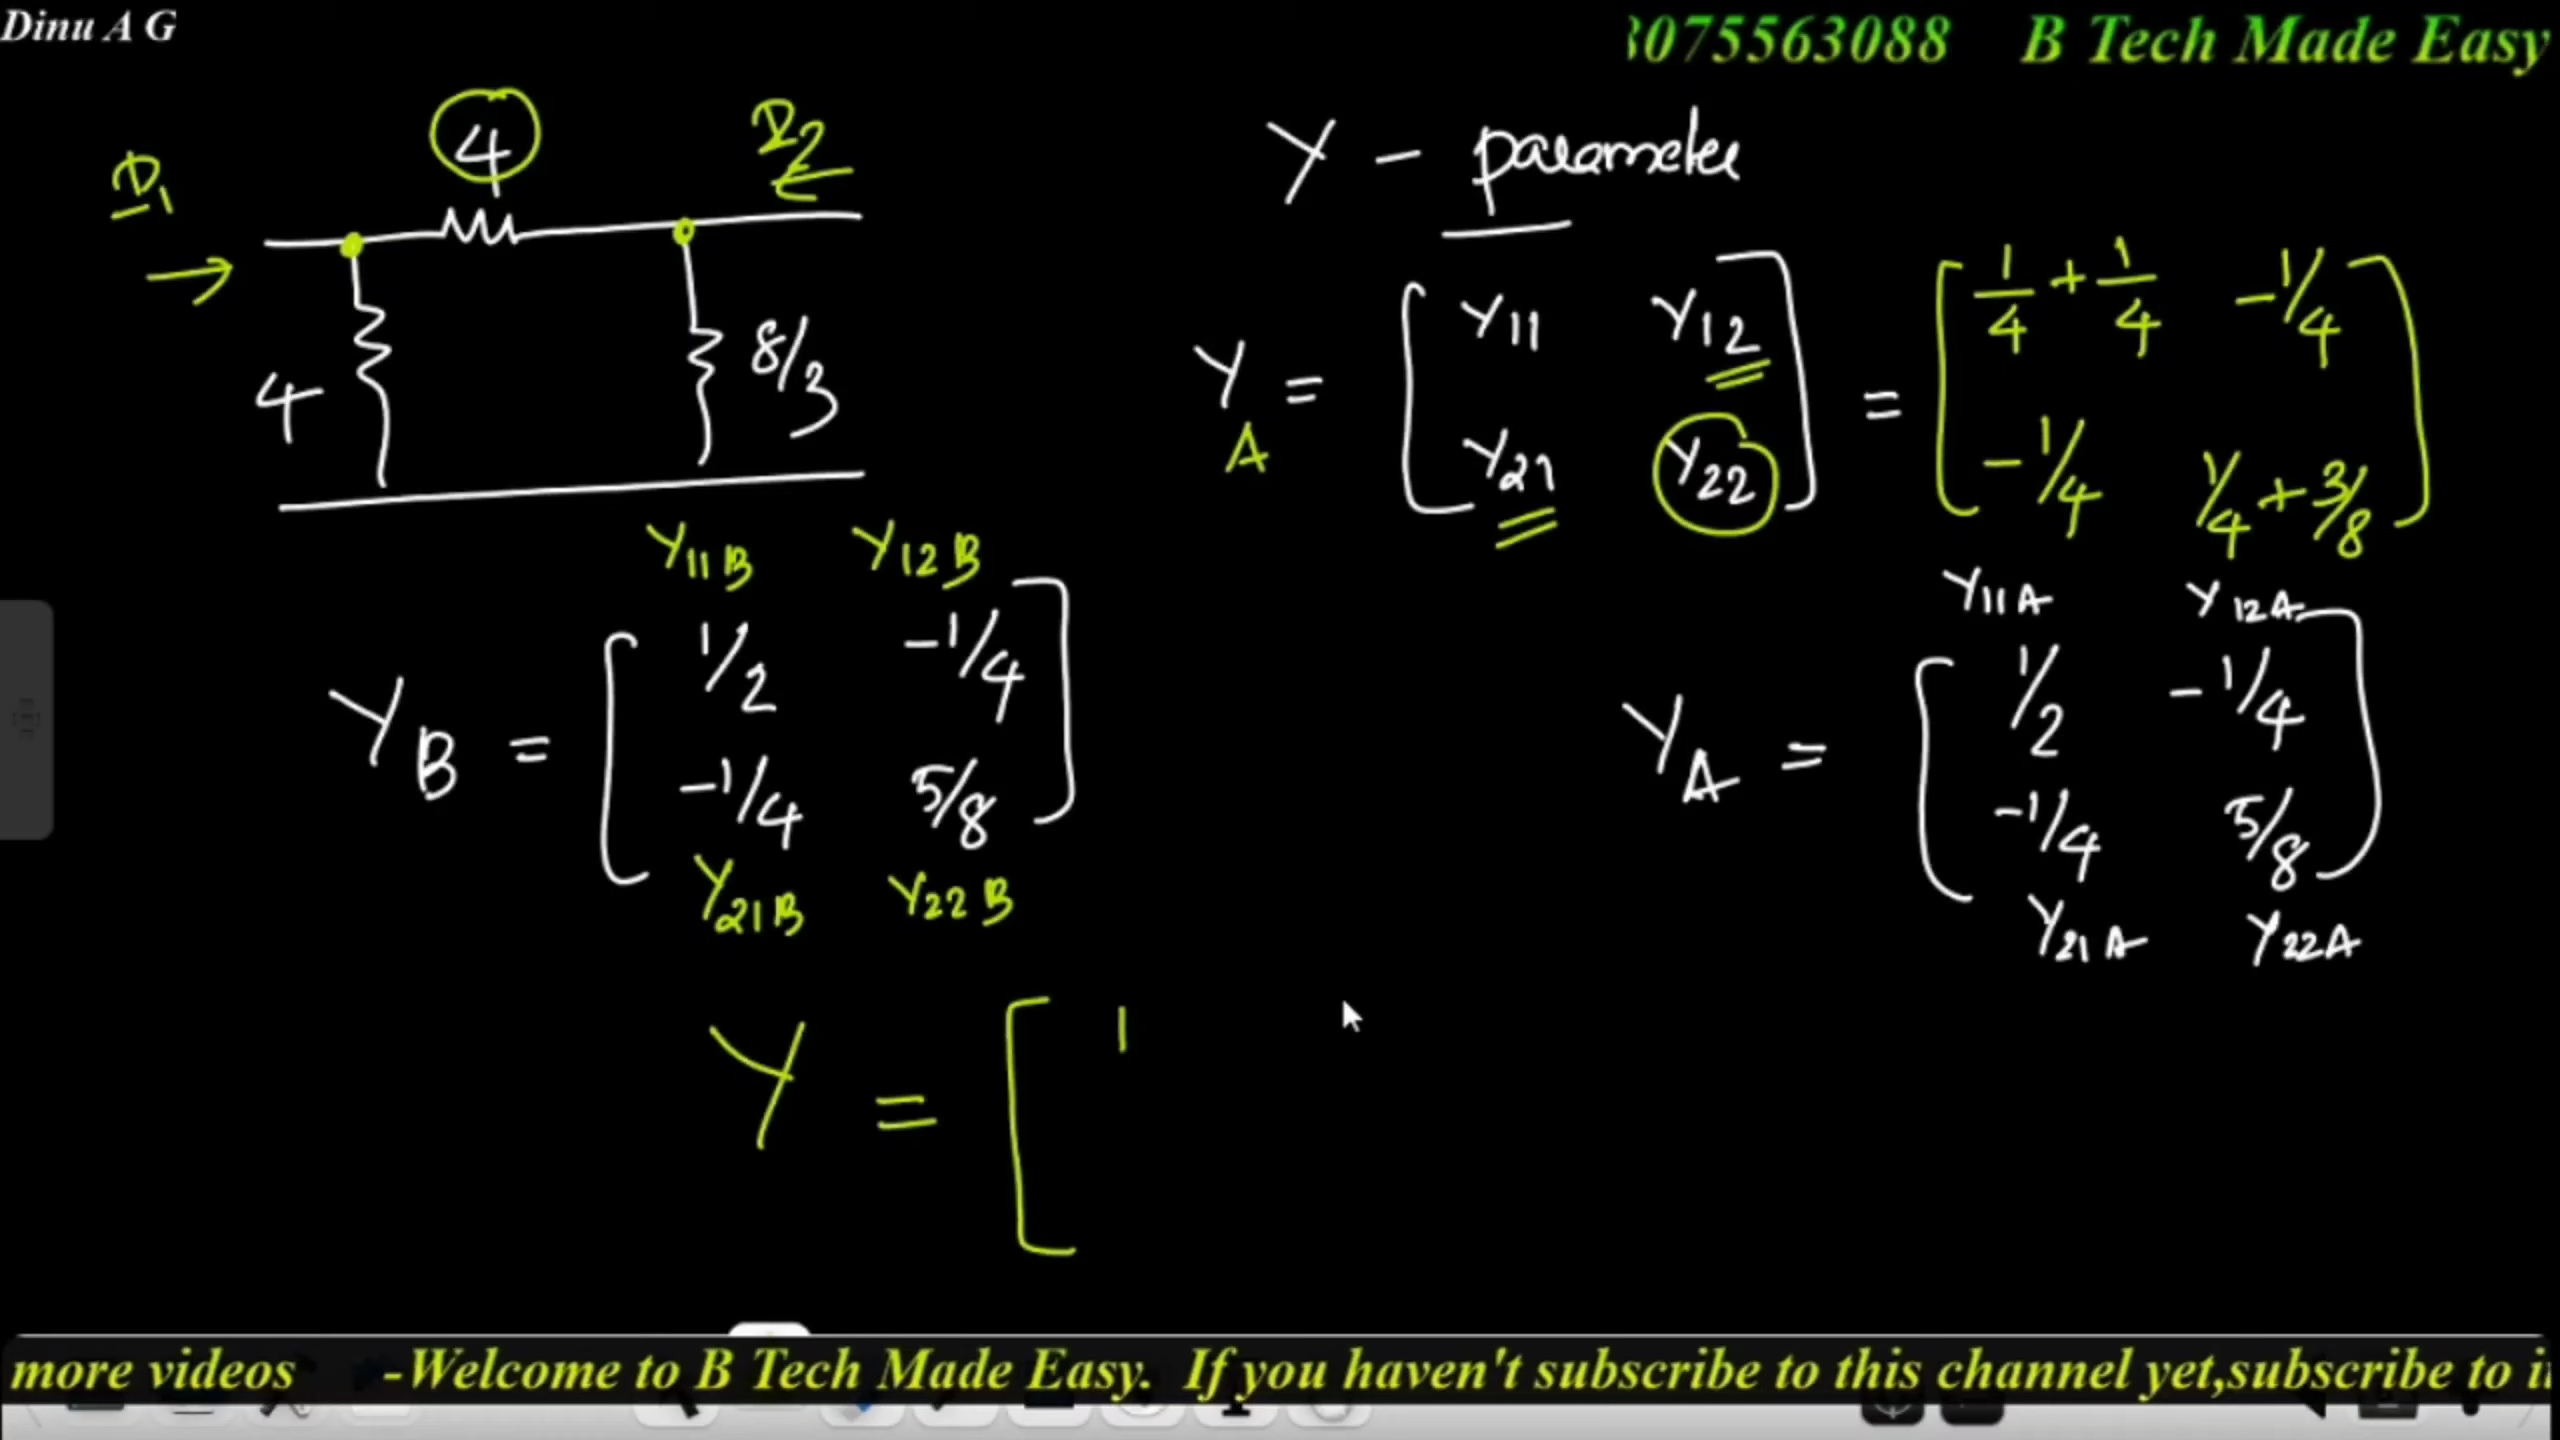 Dinu A G
075563088 B Tech Made Easy
4
4
8/3
Y - parameter
Y A = [ Y11 Y12
Y21 Y22 ] = [ 1/4 + 1/4 -1/4
-1/4 1/4 + 3/8 ]
Y11B Y12B
YB = [ 1/2 -1/4
-1/4 5/8 ]
Y21B Y22B
Y11A Y12A
YA = [ 1/2 -1/4
-1/4 5/8 ]
Y21A Y22A
Y = [ 1
more videos -Welcome to B Tech Made Easy. If you haven't subscribe to this channel yet,subscribe to